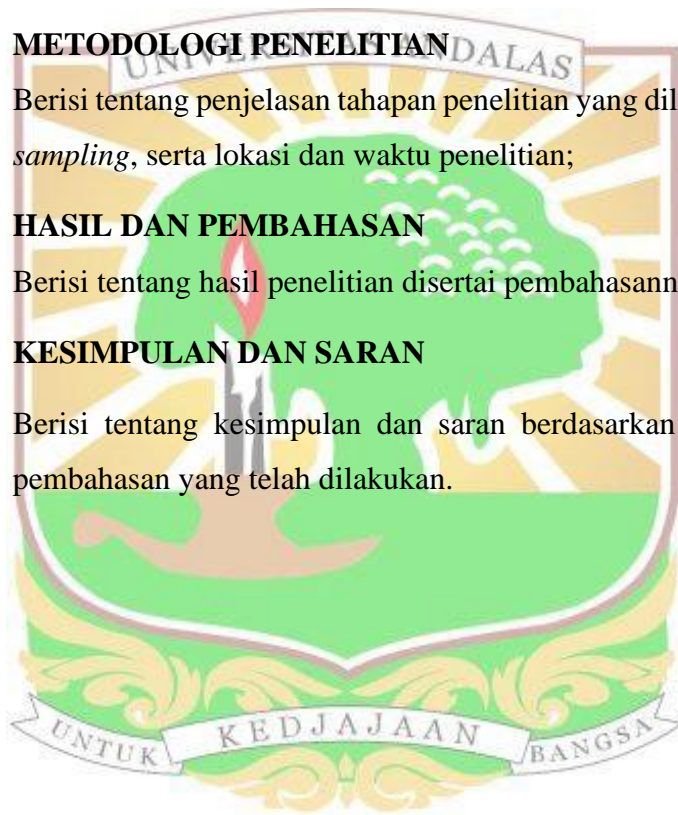 UNIVERSITAS ANDALAS
METODOLOGI PENELITIAN
Berisi tentang penjelasan tahapan penelitian yang dil
sampling, serta lokasi dan waktu penelitian;
HASIL DAN PEMBAHASAN
Berisi tentang hasil penelitian disertai pembahasann
KESIMPULAN DAN SARAN
Berisi tentang kesimpulan dan saran berdasarkan
pembahasan yang telah dilakukan.
UNTUK KEDJAJAAN BANGSA